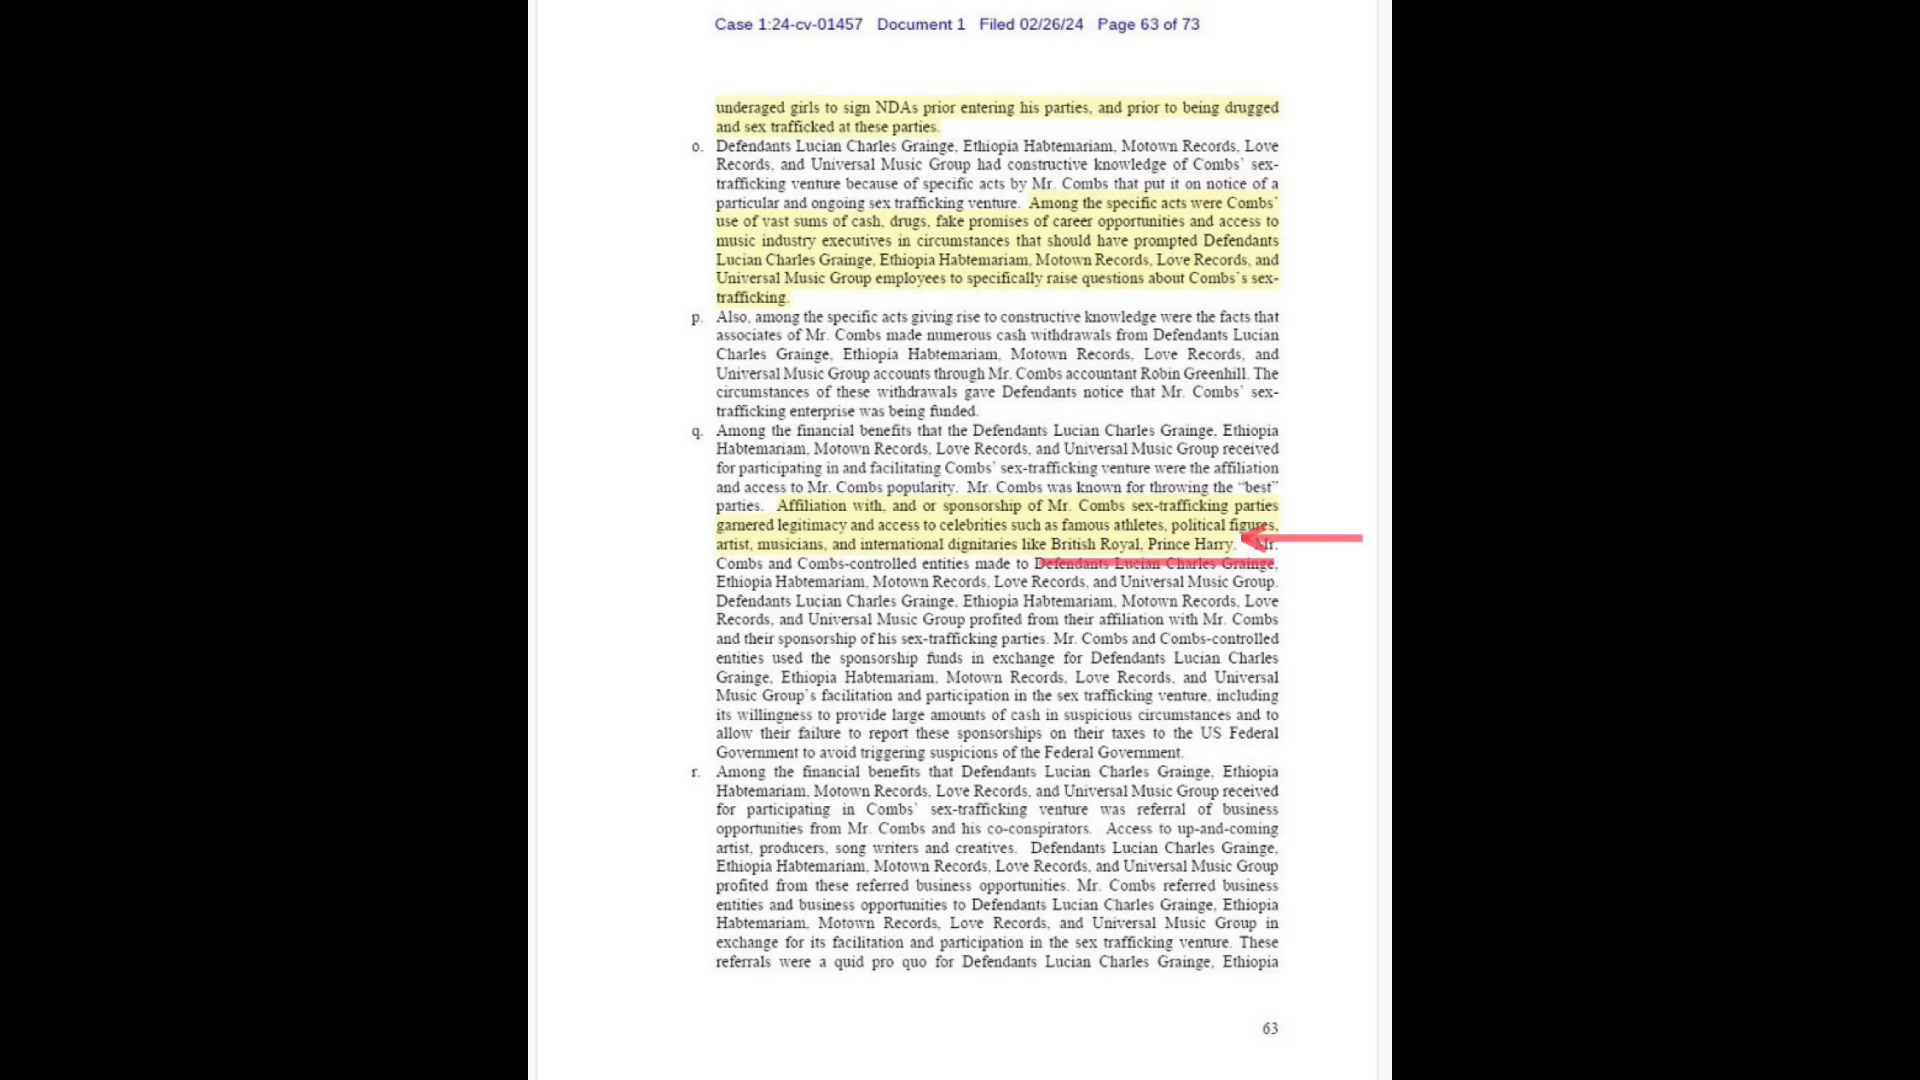 Case 1:24-cv-01457 Document 1 Filed 02/26/24 Page 63 of 73
underaged girls to sign NDAs prior entering his parties, and prior to being drugged
and sex trafficked at these parties.
o. Defendants Lucian Charles Grainge, Ethiopia Habtemariam, Motown Records, Love
Records, and Universal Music Group had constructive knowledge of Combs' sex-
trafficking venture because of specific acts by Mr. Combs that put it on notice of a
particular and ongoing sex trafficking venture. Among the specific acts were Combs'
use of vast sums of cash, drugs, fake promises of career opportunities and access to
music industry executives in circumstances that should have prompted Defendants
Lucian Charles Grainge, Ethiopia Habtemariam, Motown Records, Love Records, and
Universal Music Group employees to specifically raise questions about Combs's sex-
trafficking.
p. Also, among the specific acts giving rise to constructive knowledge were the facts that
associates of Mr. Combs made numerous cash withdrawals from Defendants Lucian
Charles Grainge, Ethiopia Habtemariam, Motown Records, Love Records, and
Universal Music Group accounts through Mr. Combs accountant Robin Greenhill. The
circumstances of these withdrawals gave Defendants notice that Mr. Combs' sex-
trafficking enterprise was being funded.
q. Among the financial benefits that the Defendants Lucian Charles Grainge, Ethiopia
Habtemariam, Motown Records, Love Records, and Universal Music Group received
for participating in and facilitating Combs' sex-trafficking venture were the affiliation
and access to Mr. Combs popularity. Mr. Combs was known for throwing the "best"
parties. Affiliation with, and or sponsorship of Mr. Combs sex-trafficking parties
garnered legitimacy and access to celebrities such as famous athletes, political figures,
artist, musicians, and international dignitaries like British Royal, Prince Harry. Mr.
Combs and Combs-controlled entities made to Defendants Lucian Charles Grainge,
Ethiopia Habtemariam, Motown Records, Love Records, and Universal Music Group.
Defendants Lucian Charles Grainge, Ethiopia Habtemariam, Motown Records, Love
Records, and Universal Music Group profited from their affiliation with Mr. Combs
and their sponsorship of his sex-trafficking parties. Mr. Combs and Combs-controlled
entities used the sponsorship funds in exchange for Defendants Lucian Charles
Grainge, Ethiopia Habtemariam, Motown Records, Love Records, and Universal
Music Group's facilitation and participation in the sex trafficking venture, including
its willingness to provide large amounts of cash in suspicious circumstances and to
allow their failure to report these sponsorships on their taxes to the US Federal
Government to avoid triggering suspicions of the Federal Government.
r. Among the financial benefits that Defendants Lucian Charles Grainge, Ethiopia
Habtemariam, Motown Records, Love Records, and Universal Music Group received
for participating in Combs' sex-trafficking venture was referral of business
opportunities from Mr. Combs and his co-conspirators. Access to up-and-coming
artist, producers, song writers and creatives. Defendants Lucian Charles Grainge,
Ethiopia Habtemariam, Motown Records, Love Records, and Universal Music Group
profited from these referred business opportunities. Mr. Combs referred business
entities and business opportunities to Defendants Lucian Charles Grainge, Ethiopia
Habtemariam, Motown Records, Love Records, and Universal Music Group in
exchange for its facilitation and participation in the sex trafficking venture. These
referrals were a quid pro quo for Defendants Lucian Charles Grainge, Ethiopia
63